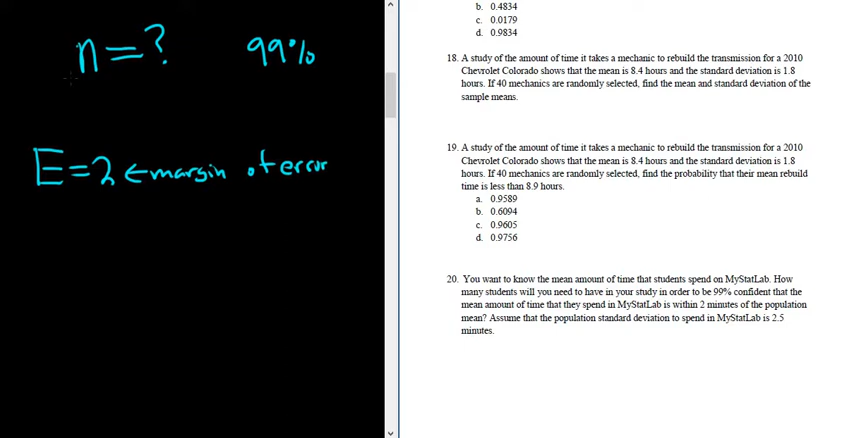 n = ? 99%
E = 2 ← margin of error
b. 0.4834
c. 0.0179
d. 0.9834
18. A study of the amount of time it takes a mechanic to rebuild the transmission for a 2010
Chevrolet Colorado shows that the mean is 8.4 hours and the standard deviation is 1.8
hours. If 40 mechanics are randomly selected, find the mean and standard deviation of the
sample means.
19. A study of the amount of time it takes a mechanic to rebuild the transmission for a 2010
Chevrolet Colorado shows that the mean is 8.4 hours and the standard deviation is 1.8
hours. If 40 mechanics are randomly selected, find the probability that their mean rebuild
time is less than 8.9 hours.
a. 0.9589
b. 0.6094
c. 0.9605
d. 0.9756
20. You want to know the mean amount of time that students spend on MyStatLab. How
many students will you need to have in your study in order to be 99% confident that the
mean amount of time that they spend in MyStatLab is within 2 minutes of the population
mean? Assume that the population standard deviation to spend in MyStatLab is 2.5
minutes.